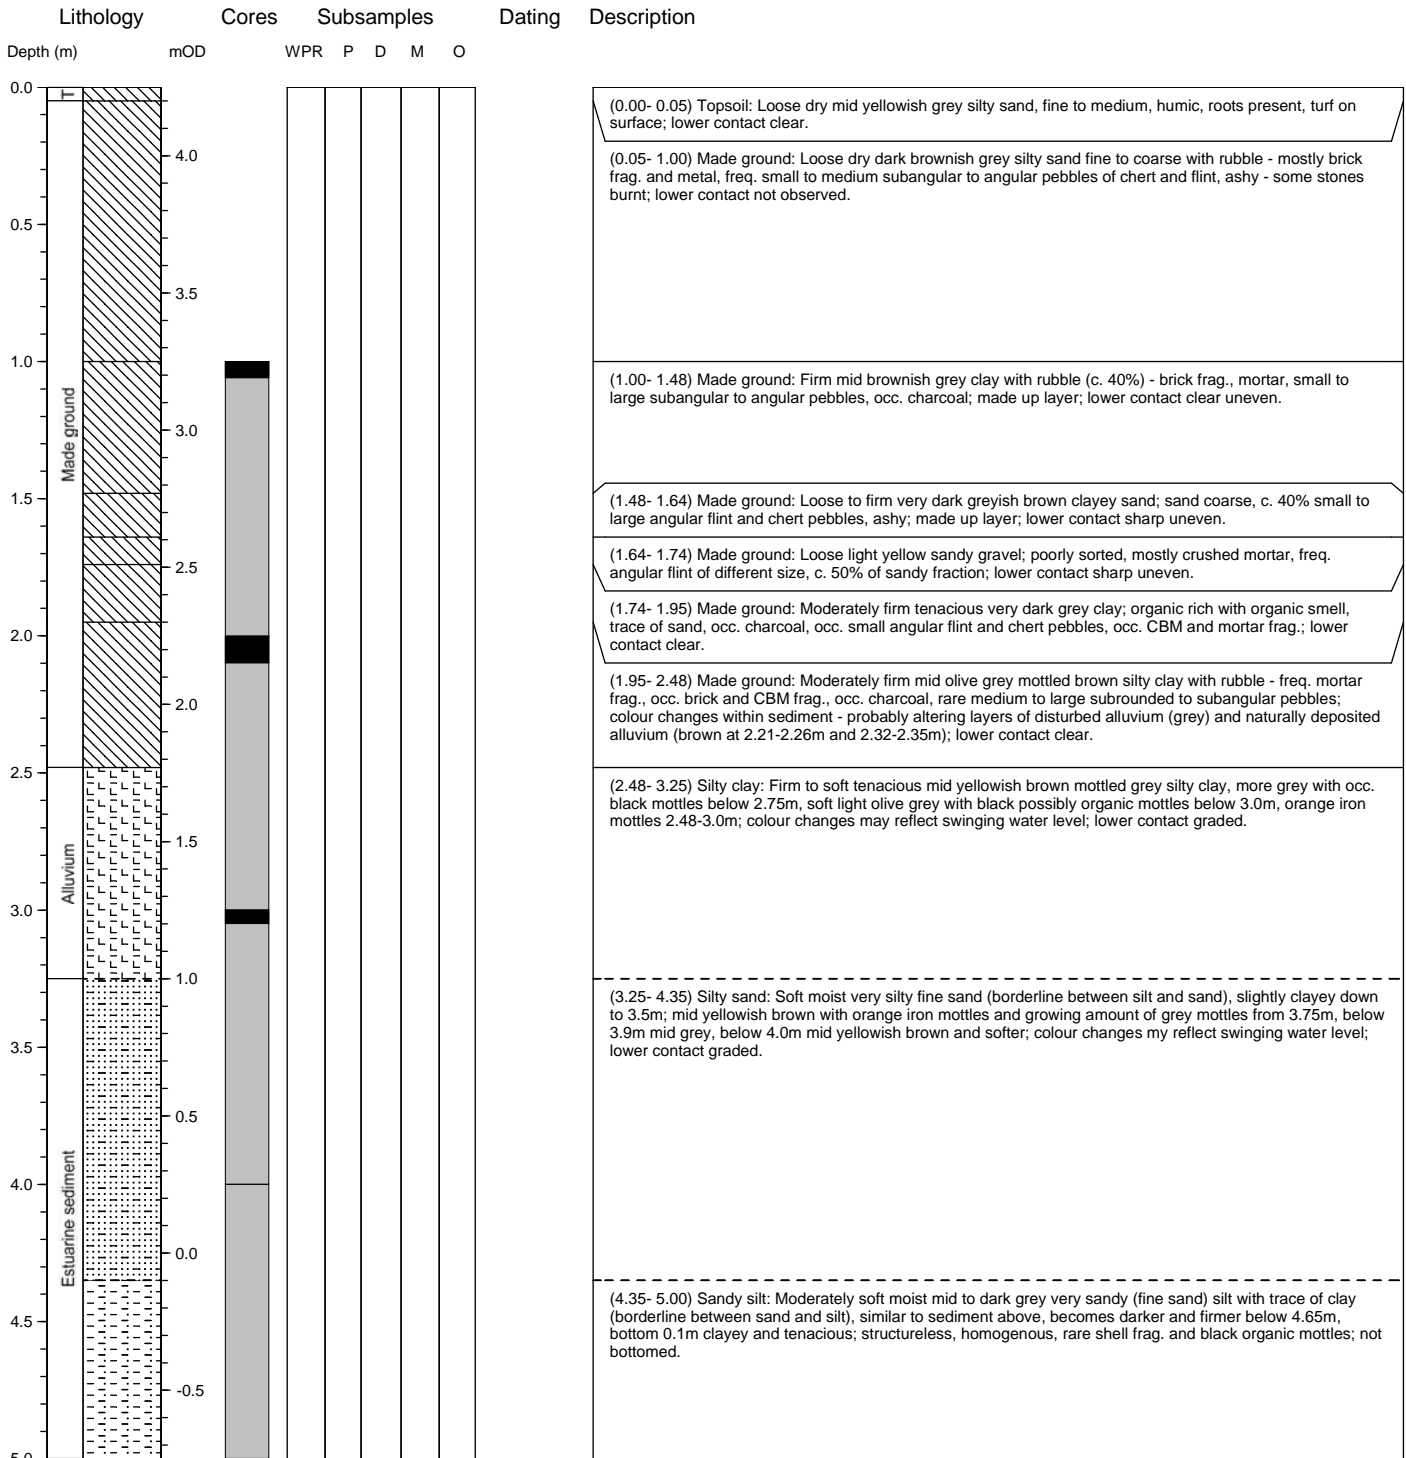 Lithology Cores Subsamples Dating Description
Depth (m) mOD WPR P D M O
0.0
T
(0.00- 0.05) Topsoil: Loose dry mid yellowish grey silty sand, fine to medium, humic, roots present, turf on
surface; lower contact clear.
4.0
(0.05- 1.00) Made ground: Loose dry dark brownish grey silty sand fine to coarse with rubble - mostly brick
frag. and metal, freq. small to medium subangular to angular pebbles of chert and flint, ashy - some stones
burnt; lower contact not observed.
0.5
3.5
1.0
(1.00- 1.48) Made ground: Firm mid brownish grey clay with rubble (c. 40%) - brick frag., mortar, small to
large subangular to angular pebbles, occ. charcoal; made up layer; lower contact clear uneven.
Made ground
3.0
1.5
(1.48- 1.64) Made ground: Loose to firm very dark greyish brown clayey sand; sand coarse, c. 40% small to
large angular flint and chert pebbles, ashy; made up layer; lower contact sharp uneven.
2.5
(1.64- 1.74) Made ground: Loose light yellow sandy gravel; poorly sorted, mostly crushed mortar, freq.
angular flint of different size, c. 50% of sandy fraction; lower contact sharp uneven.
(1.74- 1.95) Made ground: Moderately firm tenacious very dark grey clay; organic rich with organic smell,
trace of sand, occ. charcoal, occ. small angular flint and chert pebbles, occ. CBM and mortar frag.; lower
contact clear.
2.0
(1.95- 2.48) Made ground: Moderately firm mid olive grey mottled brown silty clay with rubble - freq. mortar
frag., occ. brick and CBM frag., occ. charcoal, rare medium to large subrounded to subangular pebbles;
colour changes within sediment - probably altering layers of disturbed alluvium (grey) and naturally deposited
alluvium (brown at 2.21-2.26m and 2.32-2.35m); lower contact clear.
2.0
2.5
(2.48- 3.25) Silty clay: Firm to soft tenacious mid yellowish brown mottled grey silty clay, more grey with occ.
black mottles below 2.75m, soft light olive grey with black possibly organic mottles below 3.0m, orange iron
mottles 2.48-3.0m; colour changes may reflect swinging water level; lower contact graded.
1.5
Alluvium
3.0
1.0
(3.25- 4.35) Silty sand: Soft moist very silty fine sand (borderline between silt and sand), slightly clayey down
to 3.5m; mid yellowish brown with orange iron mottles and growing amount of grey mottles from 3.75m, below
3.9m mid grey, below 4.0m mid yellowish brown and softer; colour changes my reflect swinging water level;
lower contact graded.
3.5
0.5
Estuarine sediment
4.0
0.0
(4.35- 5.00) Sandy silt: Moderately soft moist mid to dark grey very sandy (fine sand) silt with trace of clay
(borderline between sand and silt), similar to sediment above, becomes darker and firmer below 4.65m,
bottom 0.1m clayey and tenacious; structureless, homogenous, rare shell frag. and black organic mottles; not
bottomed.
4.5
-0.5
5.0